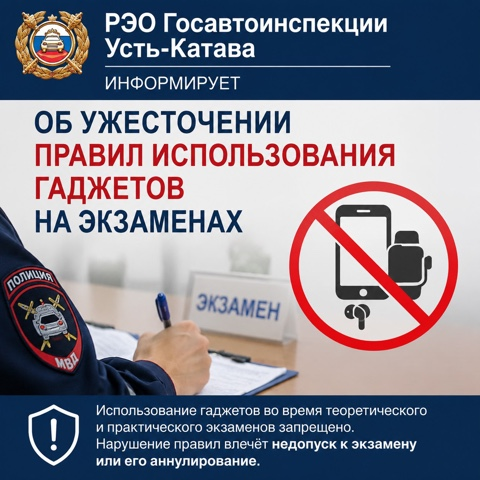 РЭО Госавтоинспекции
Усть-Катава
ИНФОРМИРУЕТ
ОБ УЖЕСТОЧЕНИИ
ПРАВИЛ ИСПОЛЬЗОВАНИЯ
ГАДЖЕТОВ
НА ЭКЗАМЕНАХ
ПОЛИЦИЯ
МВД
ЭКЗАМЕН
Использование гаджетов во время теоретического
и практического экзаменов запрещено.
Нарушение правил влечёт недопуск к экзамену
или его аннулирование.